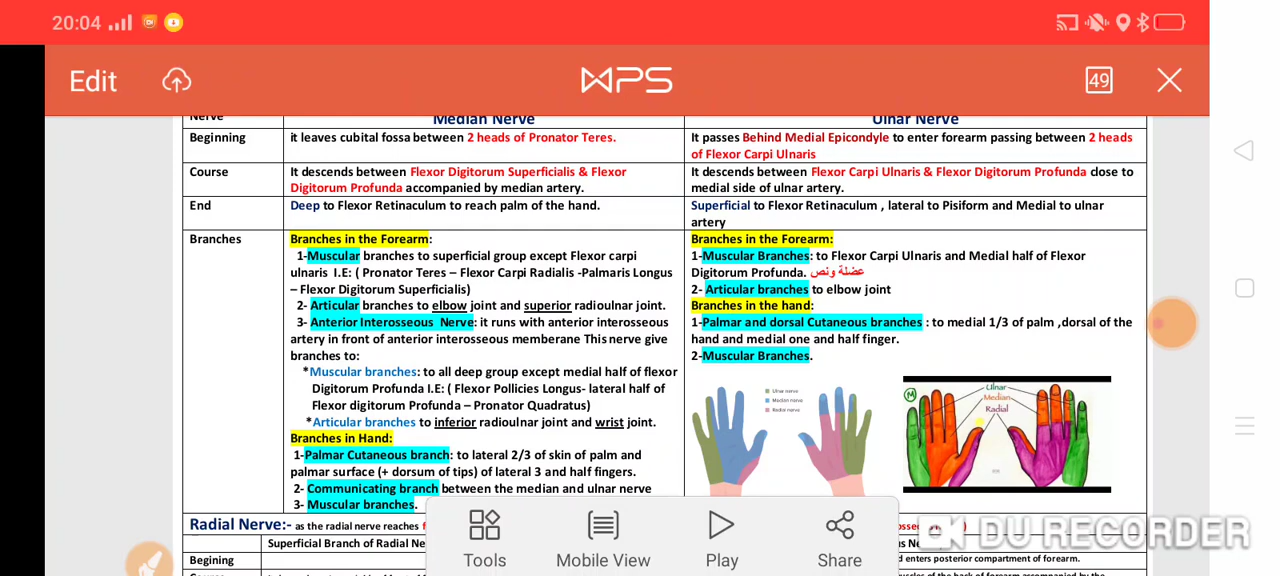 20:04
Edit
WPS
49
Nerve
Median Nerve
Ulnar Nerve
Beginning
it leaves cubital fossa between 2 heads of Pronator Teres.
It passes Behind Medial Epicondyle to enter forearm passing between 2 heads
of Flexor Carpi Ulnaris
Course
It descends between Flexor Digitorum Superficialis & Flexor
Digitorum Profunda accompanied by median artery.
It descends between Flexor Carpi Ulnaris & Flexor Digitorum Profunda close to
medial side of ulnar artery.
End
Deep to Flexor Retinaculum to reach palm of the hand.
Superficial to Flexor Retinaculum , lateral to Pisiform and Medial to ulnar
artery
Branches
Branches in the Forearm:
1-Muscular branches to superficial group except Flexor carpi
ulnaris I.E: ( Pronator Teres – Flexor Carpi Radialis -Palmaris Longus
– Flexor Digitorum Superficialis)
2- Articular branches to elbow joint and superior radioulnar joint.
3- Anterior Interosseous Nerve: it runs with anterior interosseous
artery in front of anterior interosseous memberane This nerve give
branches to:
*Muscular branches: to all deep group except medial half of flexor
Digitorum Profunda I.E: ( Flexor Pollicies Longus- lateral half of
Flexor digitorum Profunda – Pronator Quadratus)
*Articular branches to inferior radioulnar joint and wrist joint.
Branches in Hand:
1-Palmar Cutaneous branch: to lateral 2/3 of skin of palm and
palmar surface (+ dorsum of tips) of lateral 3 and half fingers.
2- Communicating branch between the median and ulnar nerve
3- Muscular branches.
Branches in the Forearm:
1-Muscular Branches: to Flexor Carpi Ulnaris and Medial half of Flexor
Digitorum Profunda. عضلة ونص
2- Articular branches to elbow joint
Branches in the hand:
1-Palmar and dorsal Cutaneous branches : to medial 1/3 of palm ,dorsal of the
hand and medial one and half finger.
2-Muscular Branches.
Ulnar nerve
Median nerve
Radial nerve
M
Ulnar
Median
Radial
Radial Nerve:- as the radial nerve reaches
Superficial Branch of Radial Ne
Begining
d enters posterior compartment of forearm.
Tools
Mobile View
Play
Share
DU RECORDER